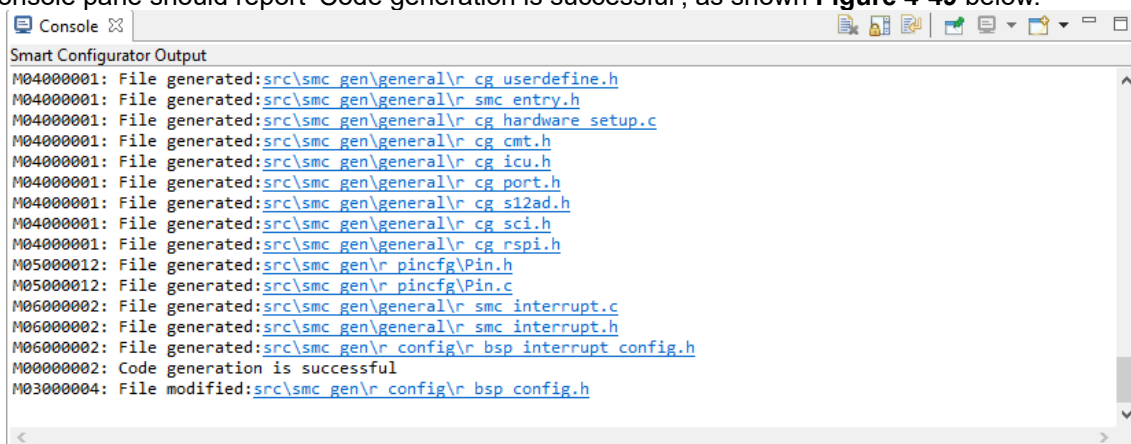 onsole pane should report 'Code generation is successful', as shown Figure 4-45 below.
Console
Smart Configurator Output
M04000001: File generated:src\smc_gen\general\r_cg_userdefine.h
M04000001: File generated:src\smc_gen\general\r_smc_entry.h
M04000001: File generated:src\smc_gen\general\r_cg_hardware_setup.c
M04000001: File generated:src\smc_gen\general\r_cg_cmt.h
M04000001: File generated:src\smc_gen\general\r_cg_icu.h
M04000001: File generated:src\smc_gen\general\r_cg_port.h
M04000001: File generated:src\smc_gen\general\r_cg_s12ad.h
M04000001: File generated:src\smc_gen\general\r_cg_sci.h
M04000001: File generated:src\smc_gen\general\r_cg_rspi.h
M05000012: File generated:src\smc_gen\r_pincfg\Pin.h
M05000012: File generated:src\smc_gen\r_pincfg\Pin.c
M06000002: File generated:src\smc_gen\general\r_smc_interrupt.c
M06000002: File generated:src\smc_gen\general\r_smc_interrupt.h
M06000002: File generated:src\smc_gen\r_config\r_bsp_interrupt_config.h
M00000002: Code generation is successful
M03000004: File modified:src\smc_gen\r_config\r_bsp_config.h